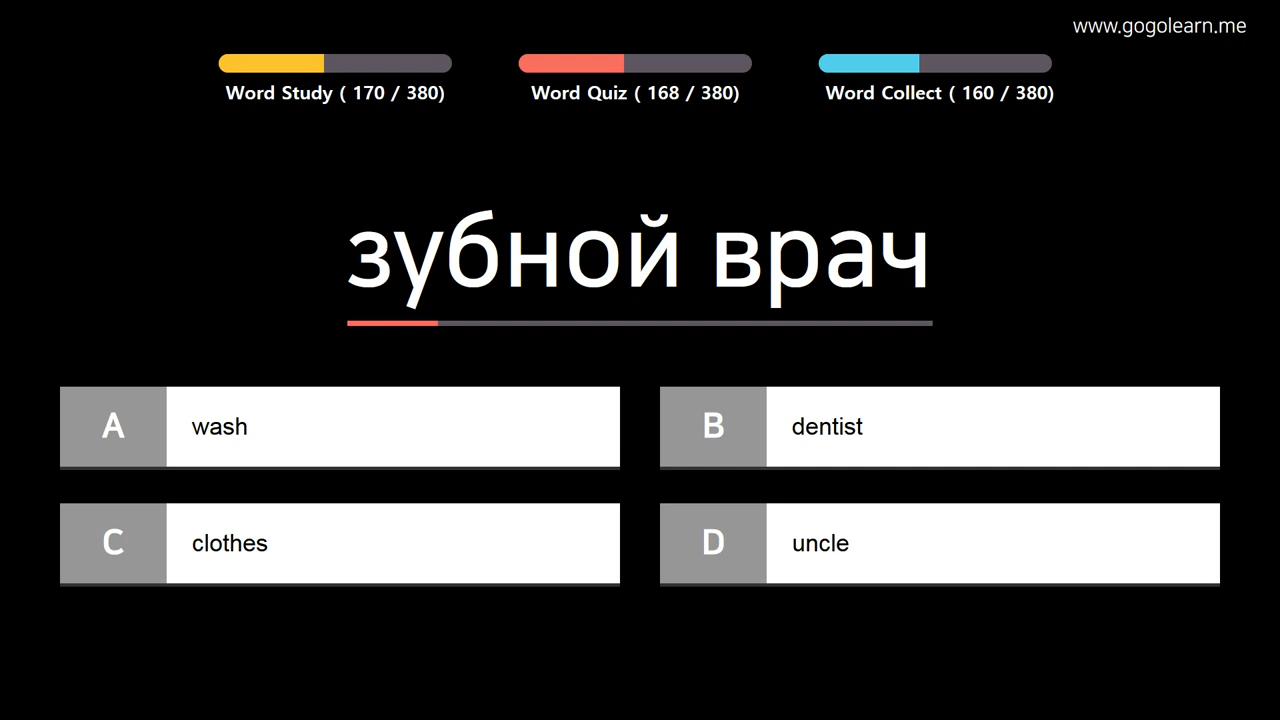 www.gogolearn.me
Word Study ( 170 / 380)
Word Quiz ( 168 / 380)
Word Collect ( 160 / 380)
зубной врач
A
wash
B
dentist
C
clothes
D
uncle